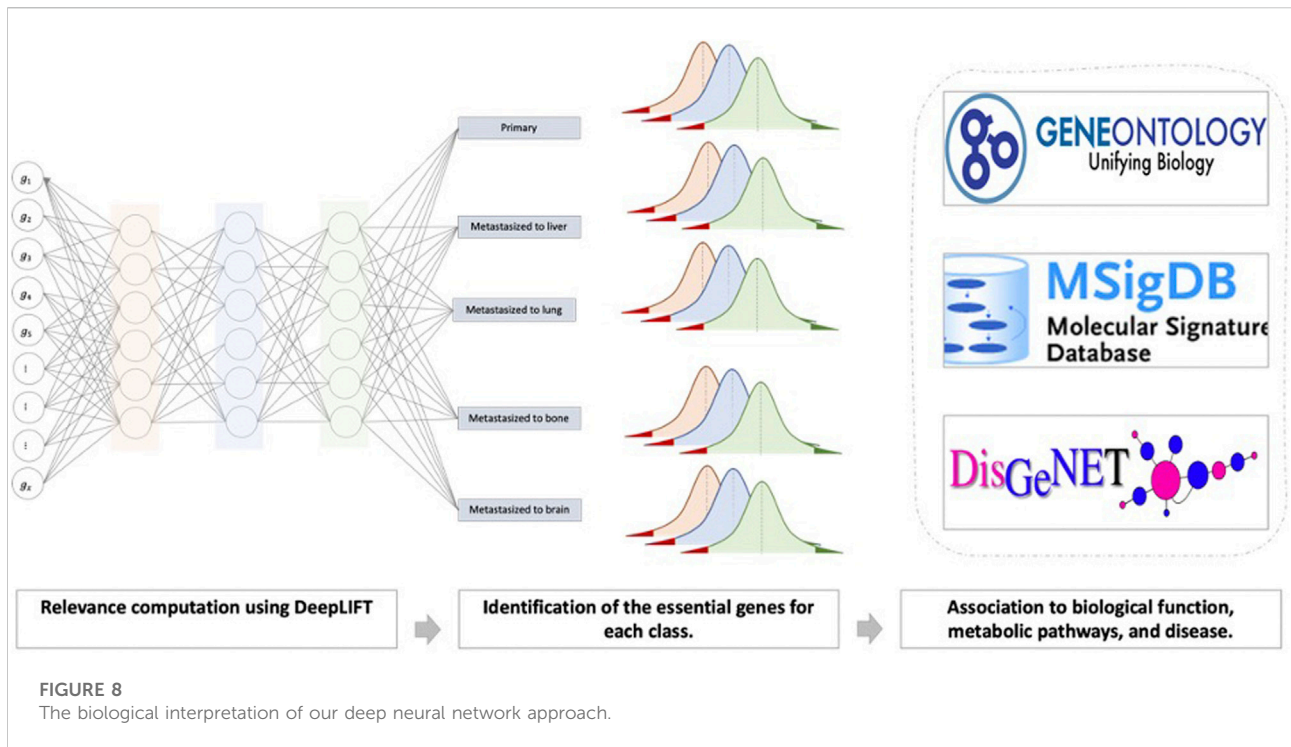 g1
g2
g3
g4
g5
⋮
⋮
⋮
gx
Primary
Metastasized to liver
Metastasized to lung
Metastasized to bone
Metastasized to brain
go
GENEONTOLOGY
Unifying Biology
MSigDB
Molecular Signature
Database
DisGeNET
Relevance computation using DeepLIFT
Identification of the essential genes for
each class.
Association to biological function,
metabolic pathways, and disease.
FIGURE 8
The biological interpretation of our deep neural network approach.